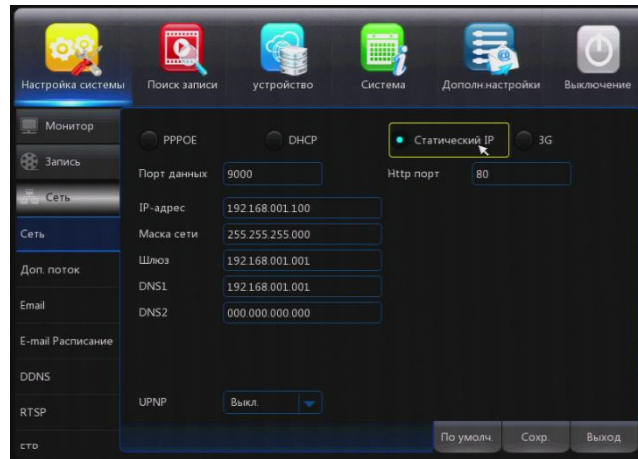 Настройка системы Поиск записи устройство Система Дополн.настройки Выключение
Монитор
Запись
Сеть
Сеть
Доп. поток
Email
E-mail Расписание
DDNS
RTSP
FTP
PPPOE DHCP Статический IP 3G
Порт данных 9000 Http порт 80
IP-адрес 192.168.001.100
Маска сети 255.255.255.000
Шлюз 192.168.001.001
DNS1 192.168.001.001
DNS2 000.000.000.000
UPNP Выкл.
По умолч. Сохр. Выход